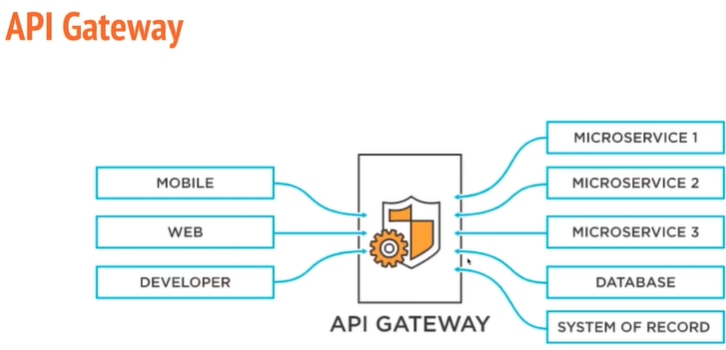 API Gateway
MOBILE
WEB
DEVELOPER
API GATEWAY
MICROSERVICE 1
MICROSERVICE 2
MICROSERVICE 3
DATABASE
SYSTEM OF RECORD